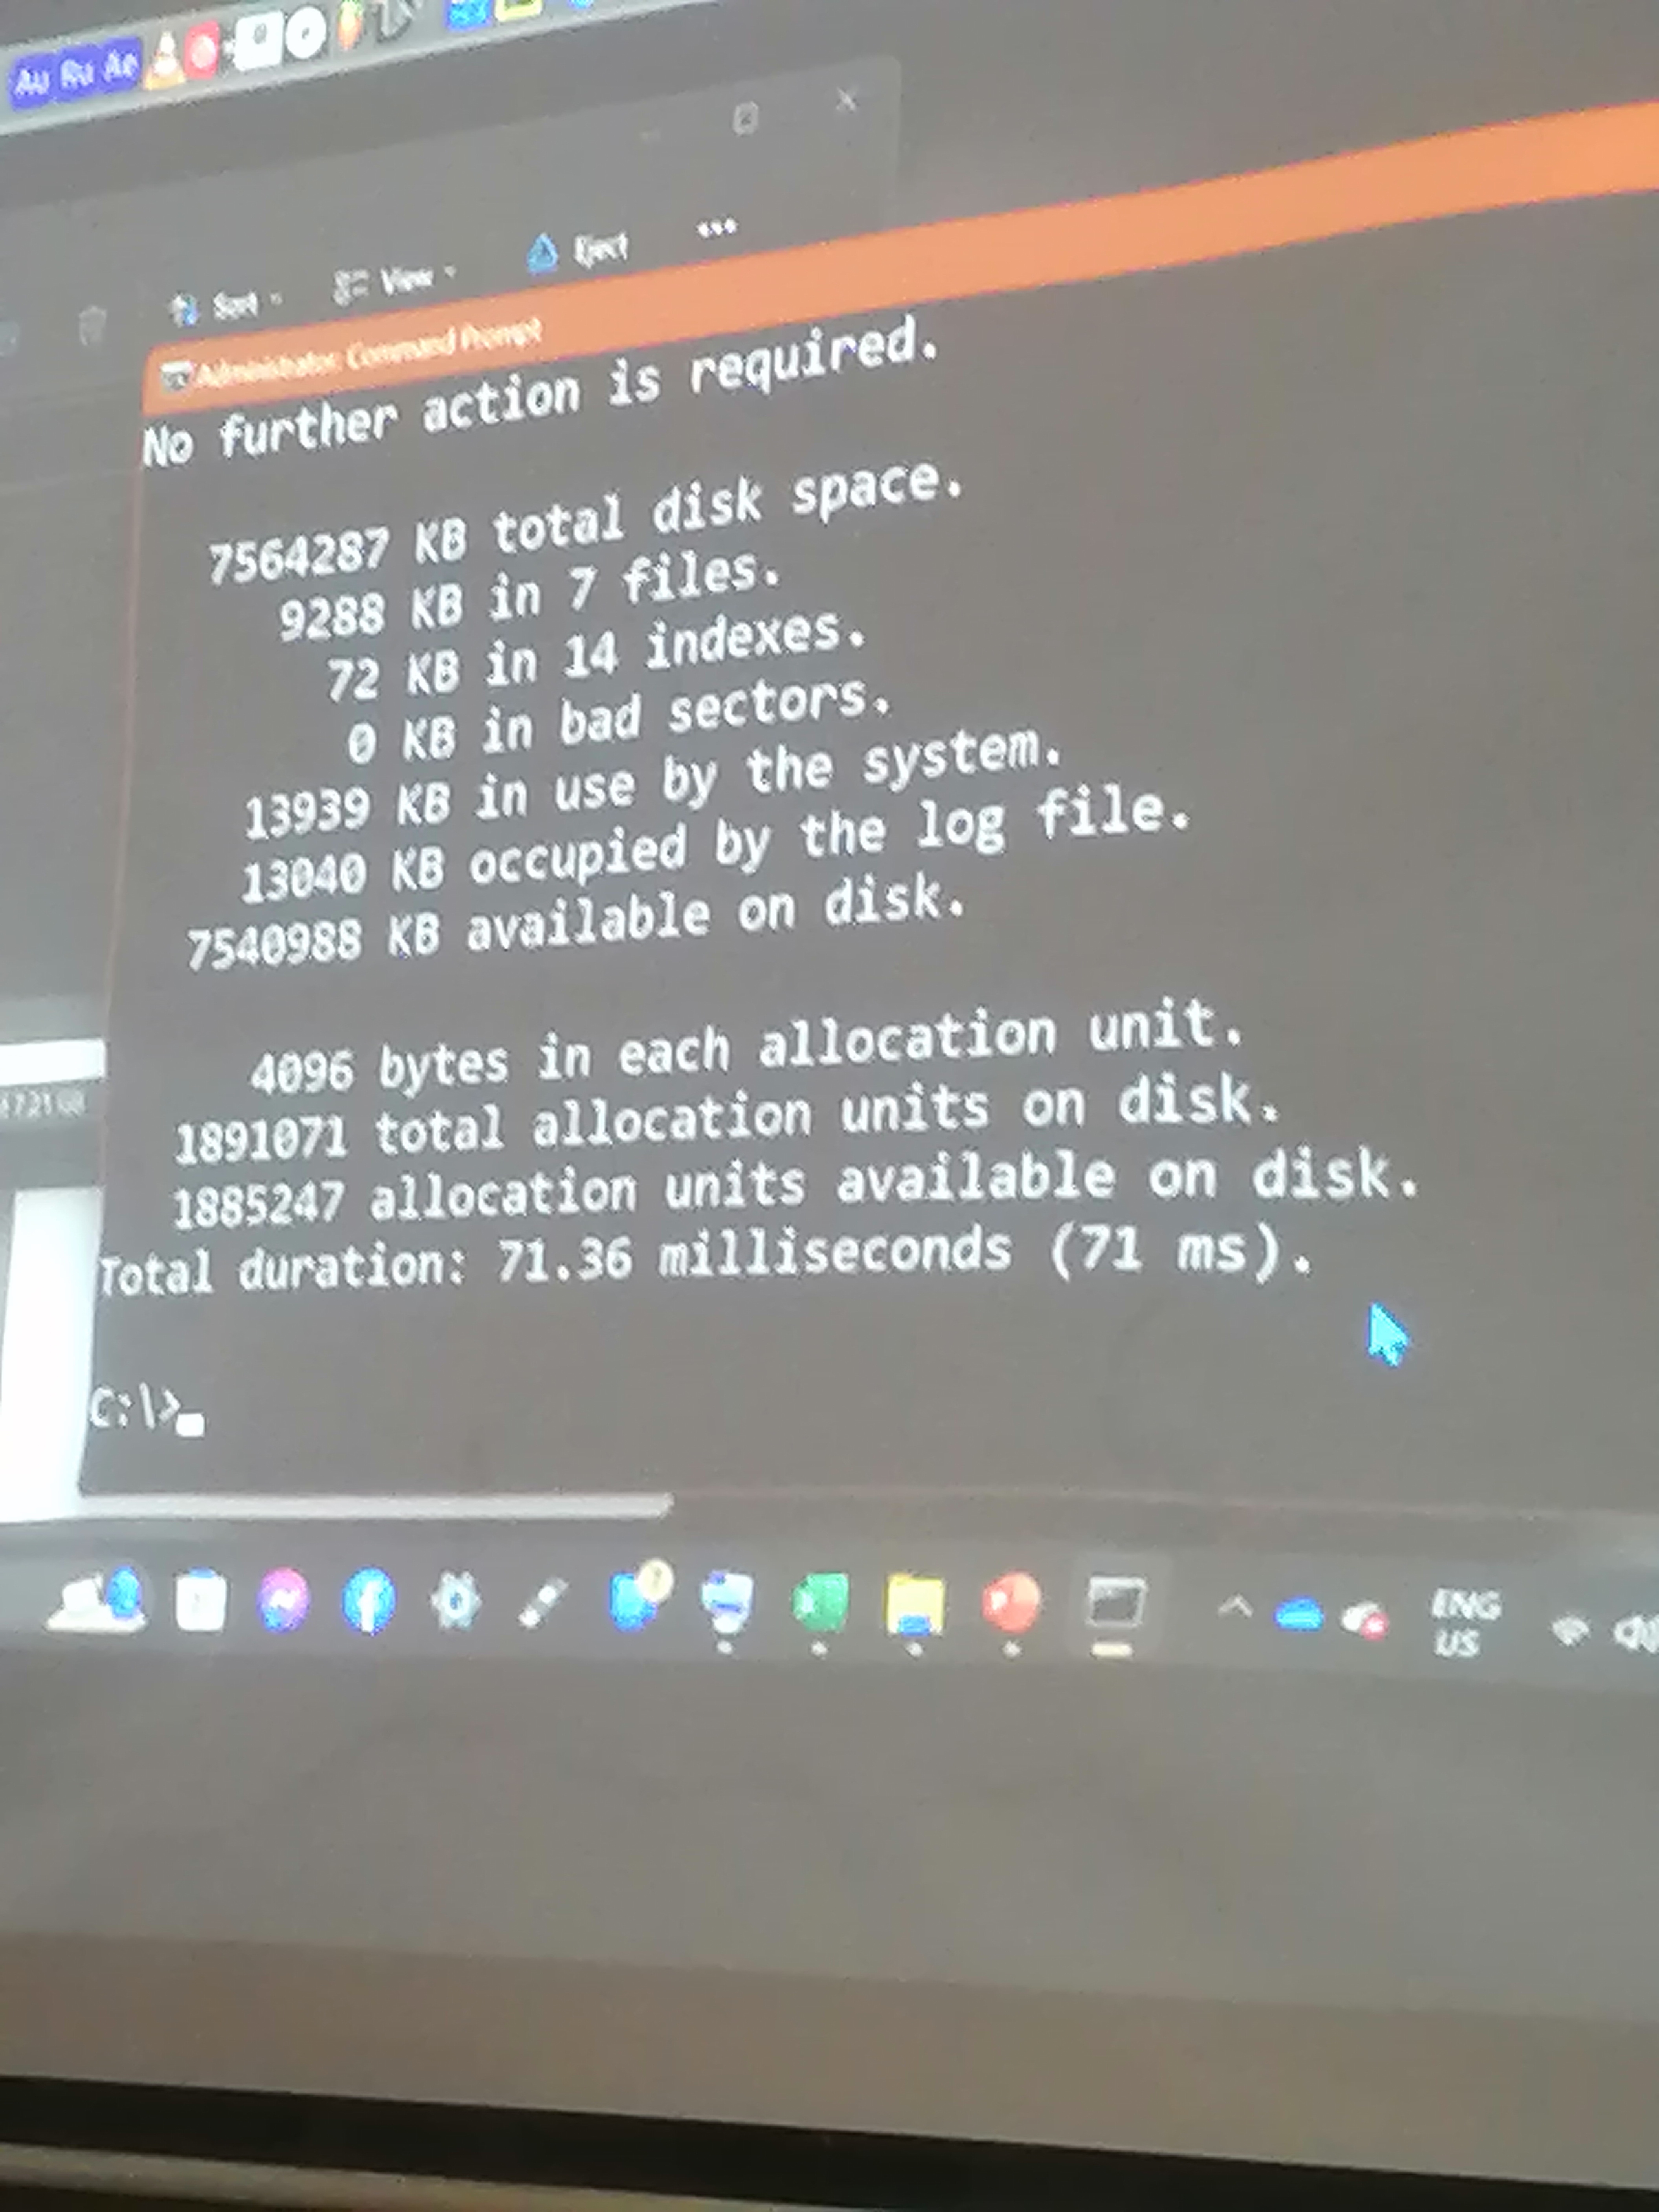 Au Ru Ae
Sort View Eject
Administrator: Command Prompt
No further action is required.
7564287 KB total disk space.
9288 KB in 7 files.
72 KB in 14 indexes.
0 KB in bad sectors.
13939 KB in use by the system.
13040 KB occupied by the log file.
7540988 KB available on disk.
4096 bytes in each allocation unit.
1891071 total allocation units on disk.
1885247 allocation units available on disk.
Total duration: 71.36 milliseconds (71 ms).
C:\>
ENG
US